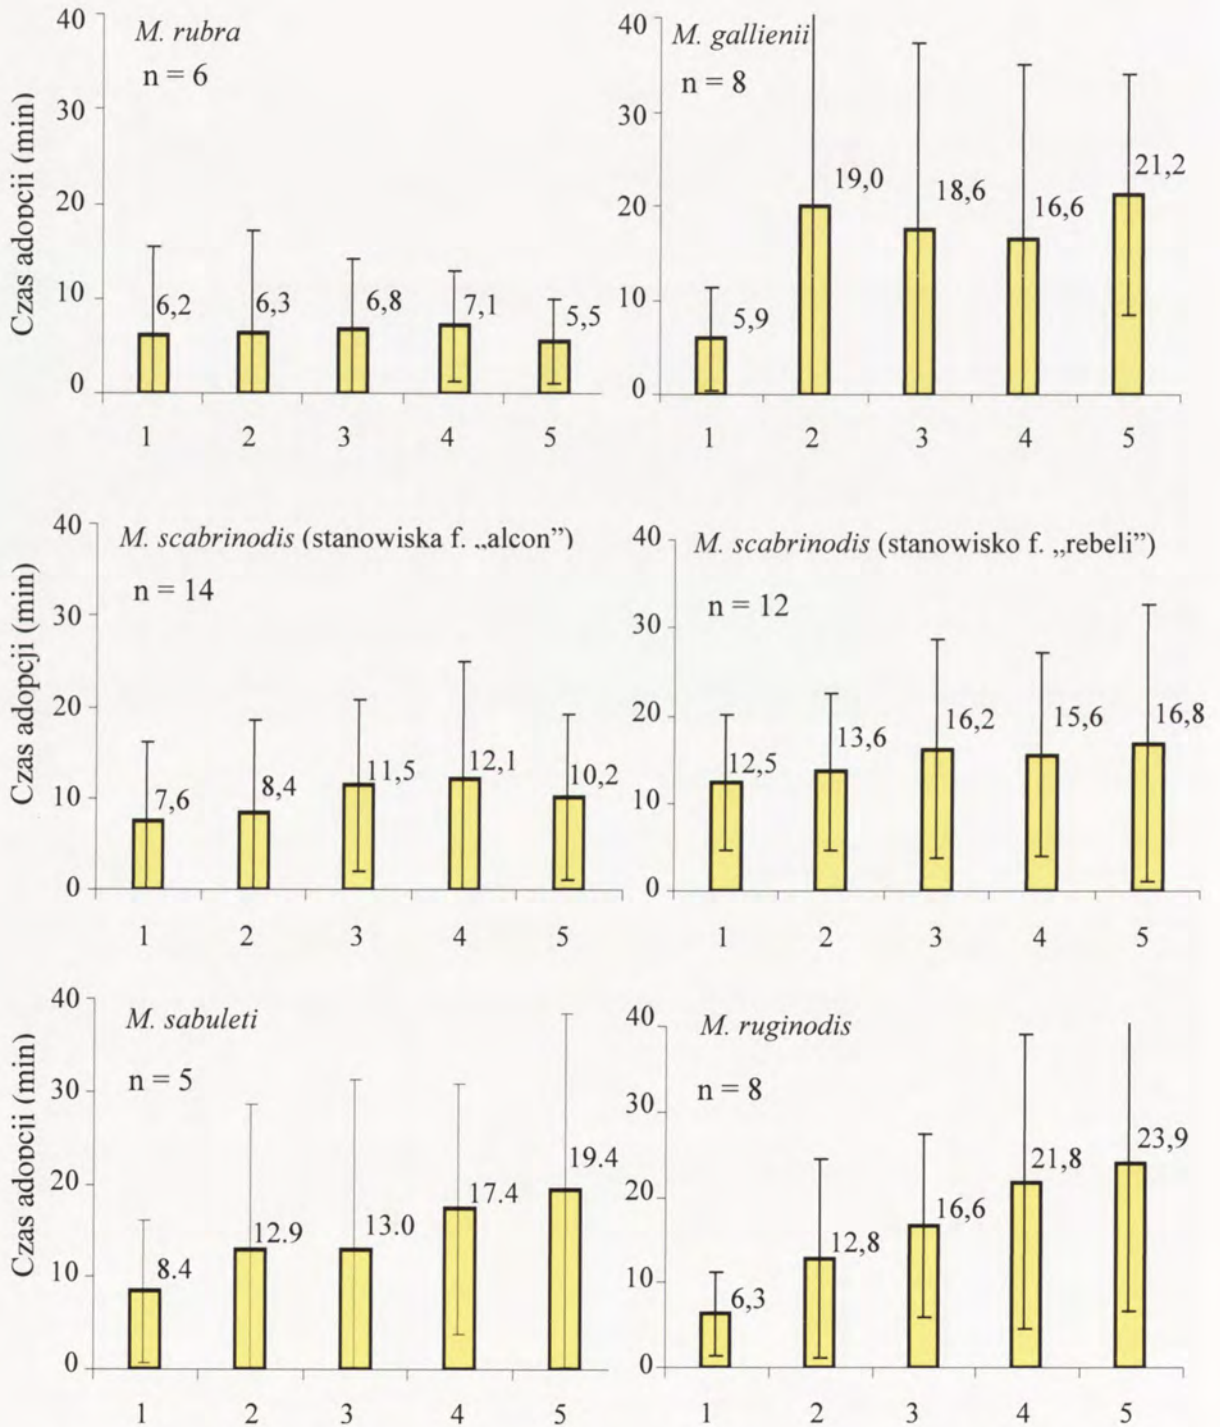 M. rubra
n = 6
Czas adopcji (min)
40
30
20
10
0
6,2
6,3
6,8
7,1
5,5
1 2 3 4 5
M. gallienii
n = 8
40
30
20
10
0
5,9
19,0
18,6
16,6
21,2
1 2 3 4 5
M. scabrinodis (stanowiska f. „alcon”)
n = 14
Czas adopcji (min)
40
30
20
10
0
7,6
8,4
11,5
12,1
10,2
1 2 3 4 5
M. scabrinodis (stanowisko f. „rebeli”)
n = 12
40
30
20
10
0
12,5
13,6
16,2
15,6
16,8
1 2 3 4 5
M. sabuleti
n = 5
Czas adopcji (min)
40
30
20
10
0
8.4
12.9
13.0
17.4
19.4
1 2 3 4 5
M. ruginodis
n = 8
40
30
20
10
0
6,3
12,8
16,6
21,8
23,9
1 2 3 4 5